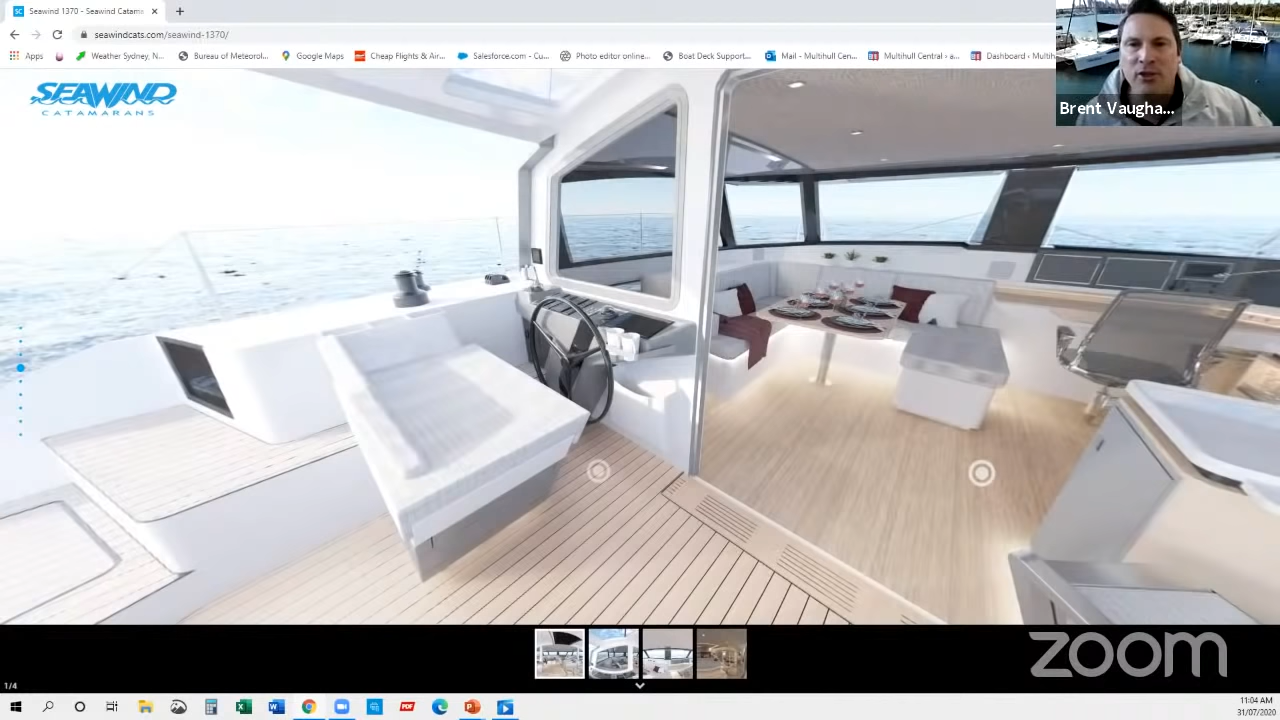 Seawind 1370 - Seawind Catama
seawindcats.com/seawind-1370/
Apps
Weather Sydney, N...
Bureau of Meteorol...
Google Maps
Cheap Flights & Air...
Salesforce.com - Cu...
Photo editor online...
Boat Deck Support...
Mail - Multihull Cen...
Multihull Central › a...
Dashboard ‹ Multih
Brent Vaugha...
SEAWIND
CATAMARANS
1/4
zoom
11:04 AM
31/07/2020